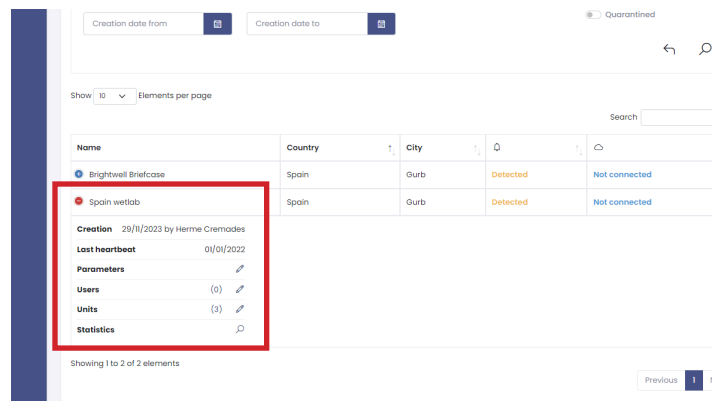 Creation date from
Creation date to
Quarantined
Show 10 Elements per page
Search
Name Country City
Brightwell Briefcase Spain Gurb Detected Not connected
Spain wetlab Spain Gurb Detected Not connected
Creation 29/11/2023 by Herme Cremades
Last heartbeat 01/01/2022
Parameters
Users (0)
Units (3)
Statistics
Showing 1 to 2 of 2 elements
Previous 1